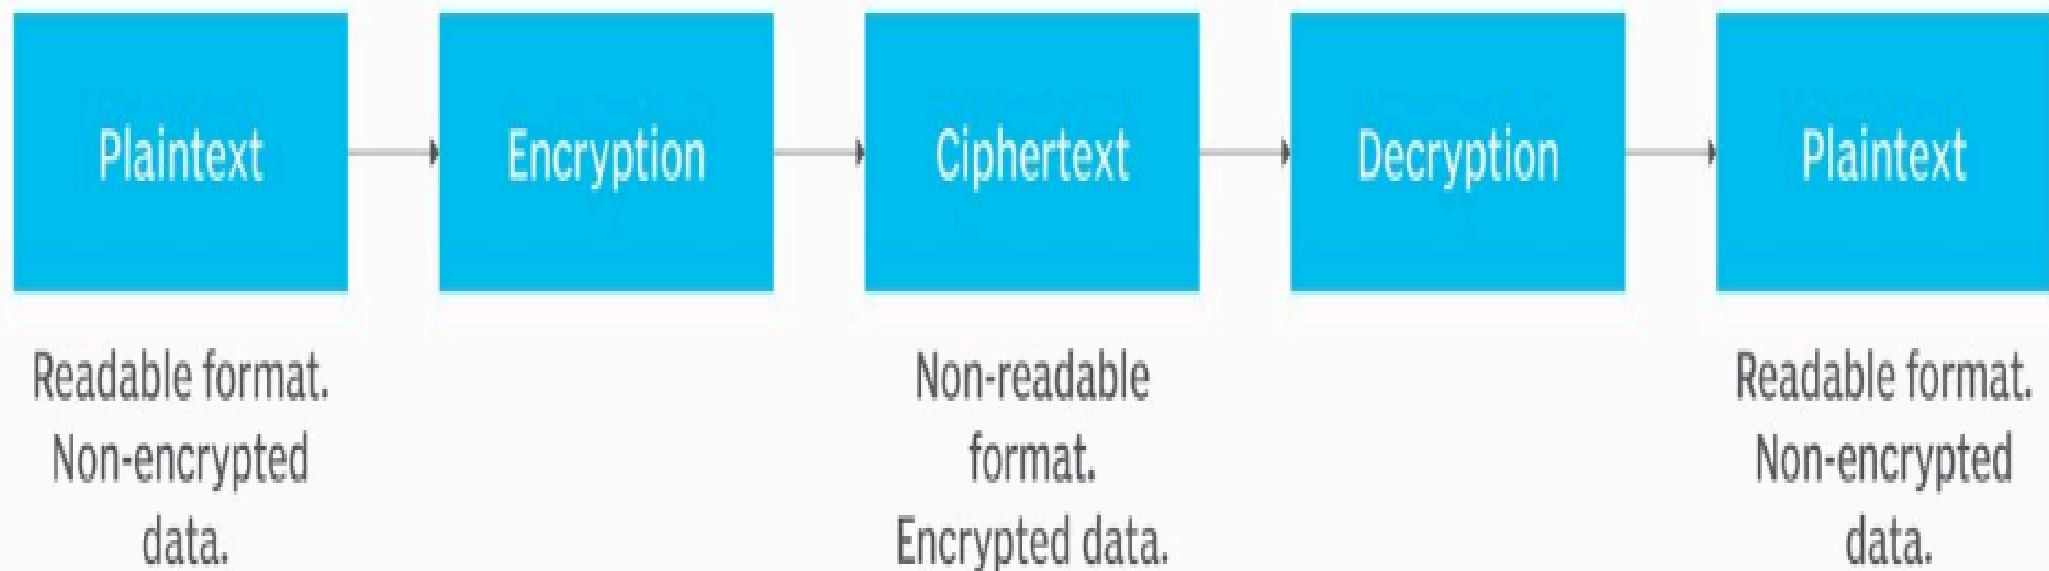 Plaintext
Encryption
Ciphertext
Decryption
Plaintext
Readable format.
Non-encrypted
data.
Non-readable
format.
Encrypted data.
Readable format.
Non-encrypted
data.